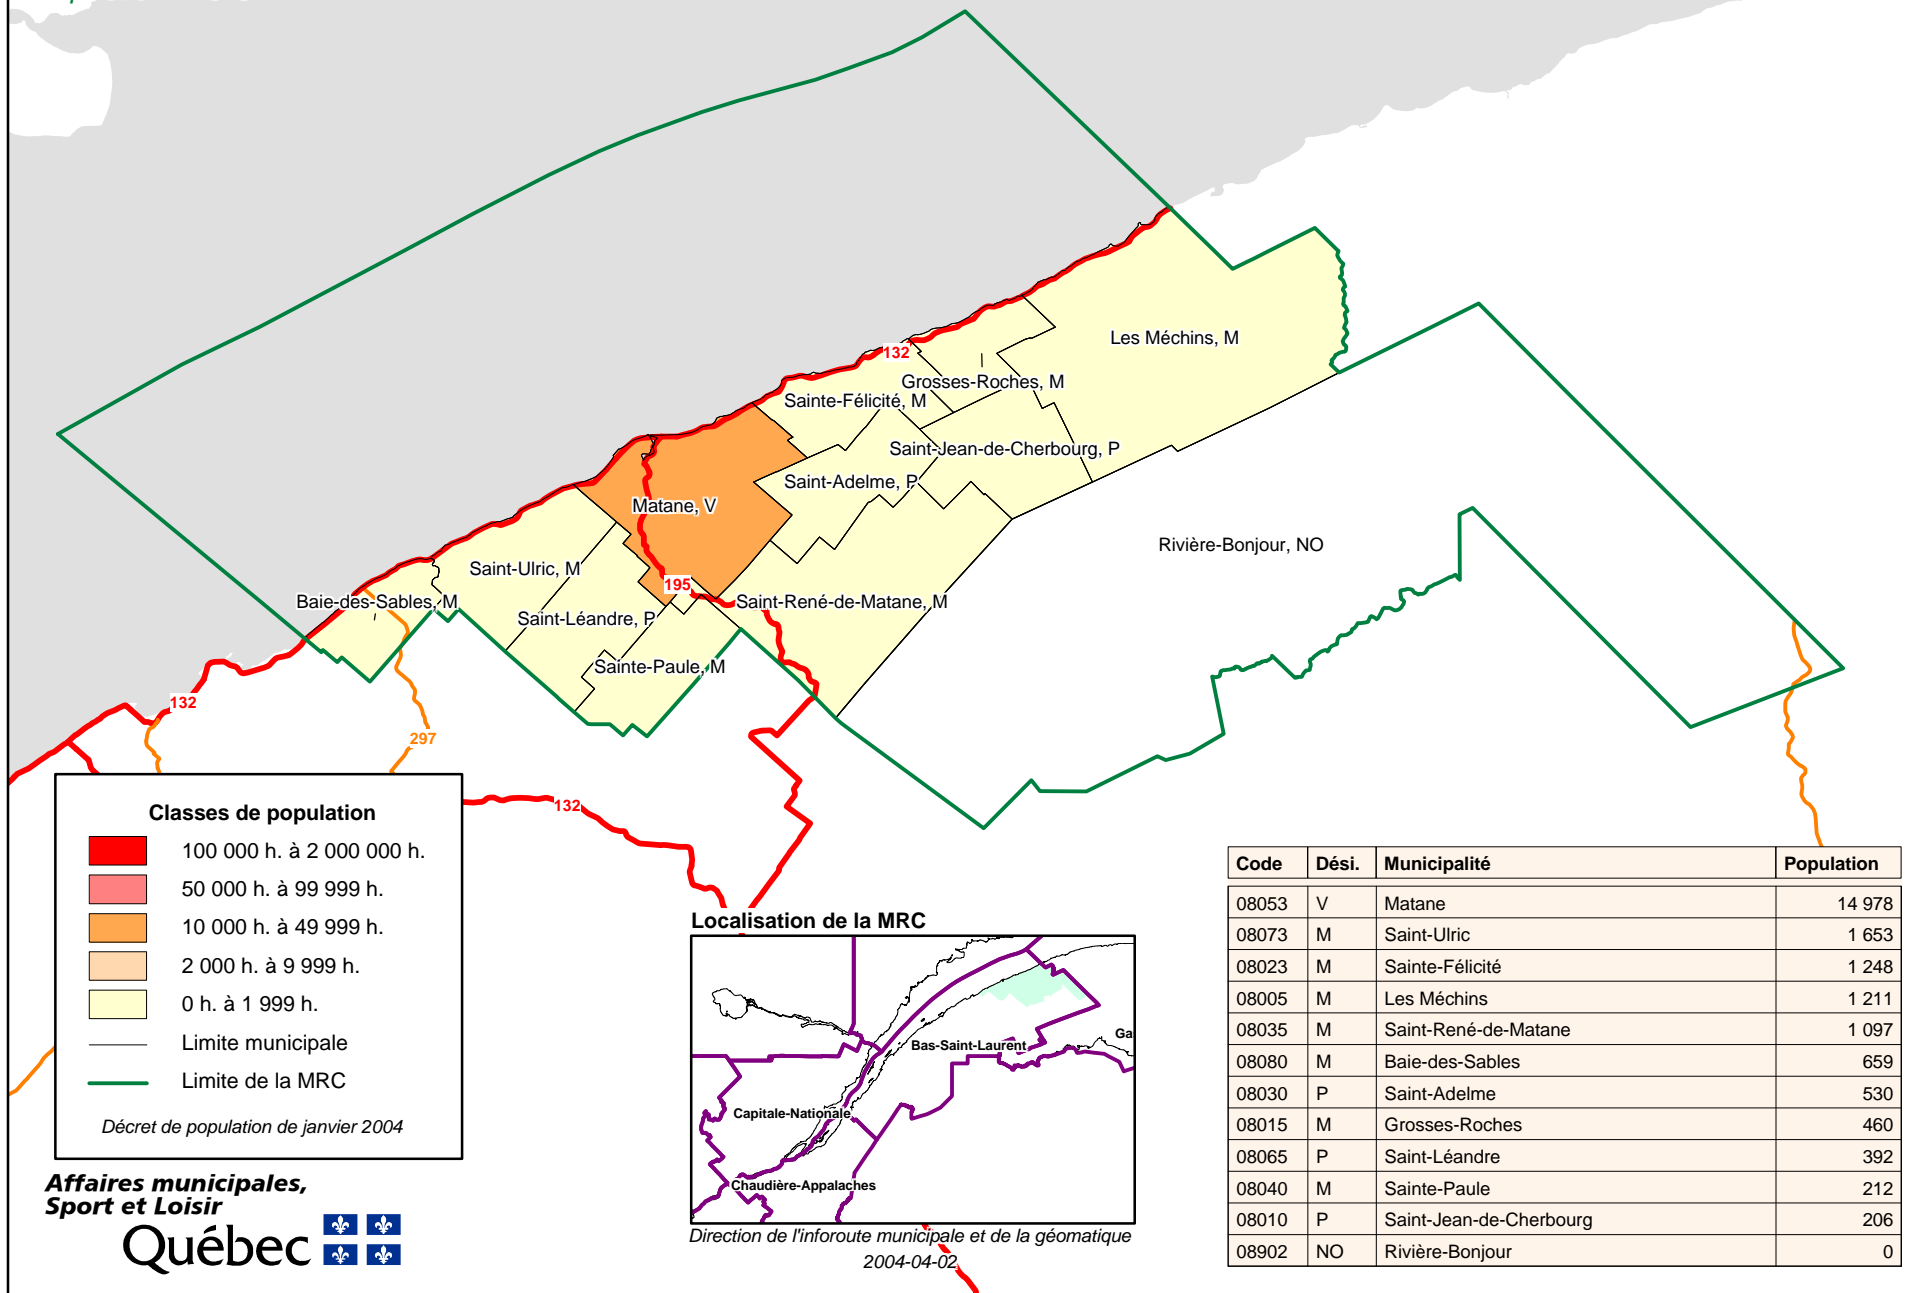 Les Méchins, M
132
Grosses-Roches, M
Sainte-Félicité, M
Saint-Jean-de-Cherbourg, P
Saint-Adelme, P
Matane, V
Rivière-Bonjour, NO
Saint-Ulric, M
195
Baie-des-Sables, M
Saint-René-de-Matane, M
Saint-Léandre, P
Sainte-Paule, M
132
297
132
Classes de population
100 000 h. à 2 000 000 h.
50 000 h. à 99 999 h.
10 000 h. à 49 999 h.
2 000 h. à 9 999 h.
0 h. à 1 999 h.
Limite municipale
Limite de la MRC
Décret de population de janvier 2004
Affaires municipales,
Sport et Loisir
Québec
Localisation de la MRC
Ga
Bas-Saint-Laurent
Capitale-Nationale
Chaudière-Appalaches
Direction de l'inforoute municipale et de la géomatique
2004-04-02
Code Dési. Municipalité Population
08053 V Matane 14 978
08073 M Saint-Ulric 1 653
08023 M Sainte-Félicité 1 248
08005 M Les Méchins 1 211
08035 M Saint-René-de-Matane 1 097
08080 M Baie-des-Sables 659
08030 P Saint-Adelme 530
08015 M Grosses-Roches 460
08065 P Saint-Léandre 392
08040 M Sainte-Paule 212
08010 P Saint-Jean-de-Cherbourg 206
08902 NO Rivière-Bonjour 0